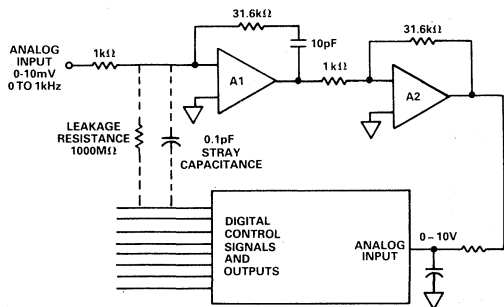 31.6kΩ
31.6kΩ
ANALOG
INPUT
0-10mV
0 TO 1kHz
1kΩ
10pF
A1
1kΩ
A2
LEAKAGE
RESISTANCE
1000MΩ
0.1pF
STRAY
CAPACITANCE
DIGITAL
CONTROL
SIGNALS
AND
OUTPUTS
ANALOG
INPUT
0–10V